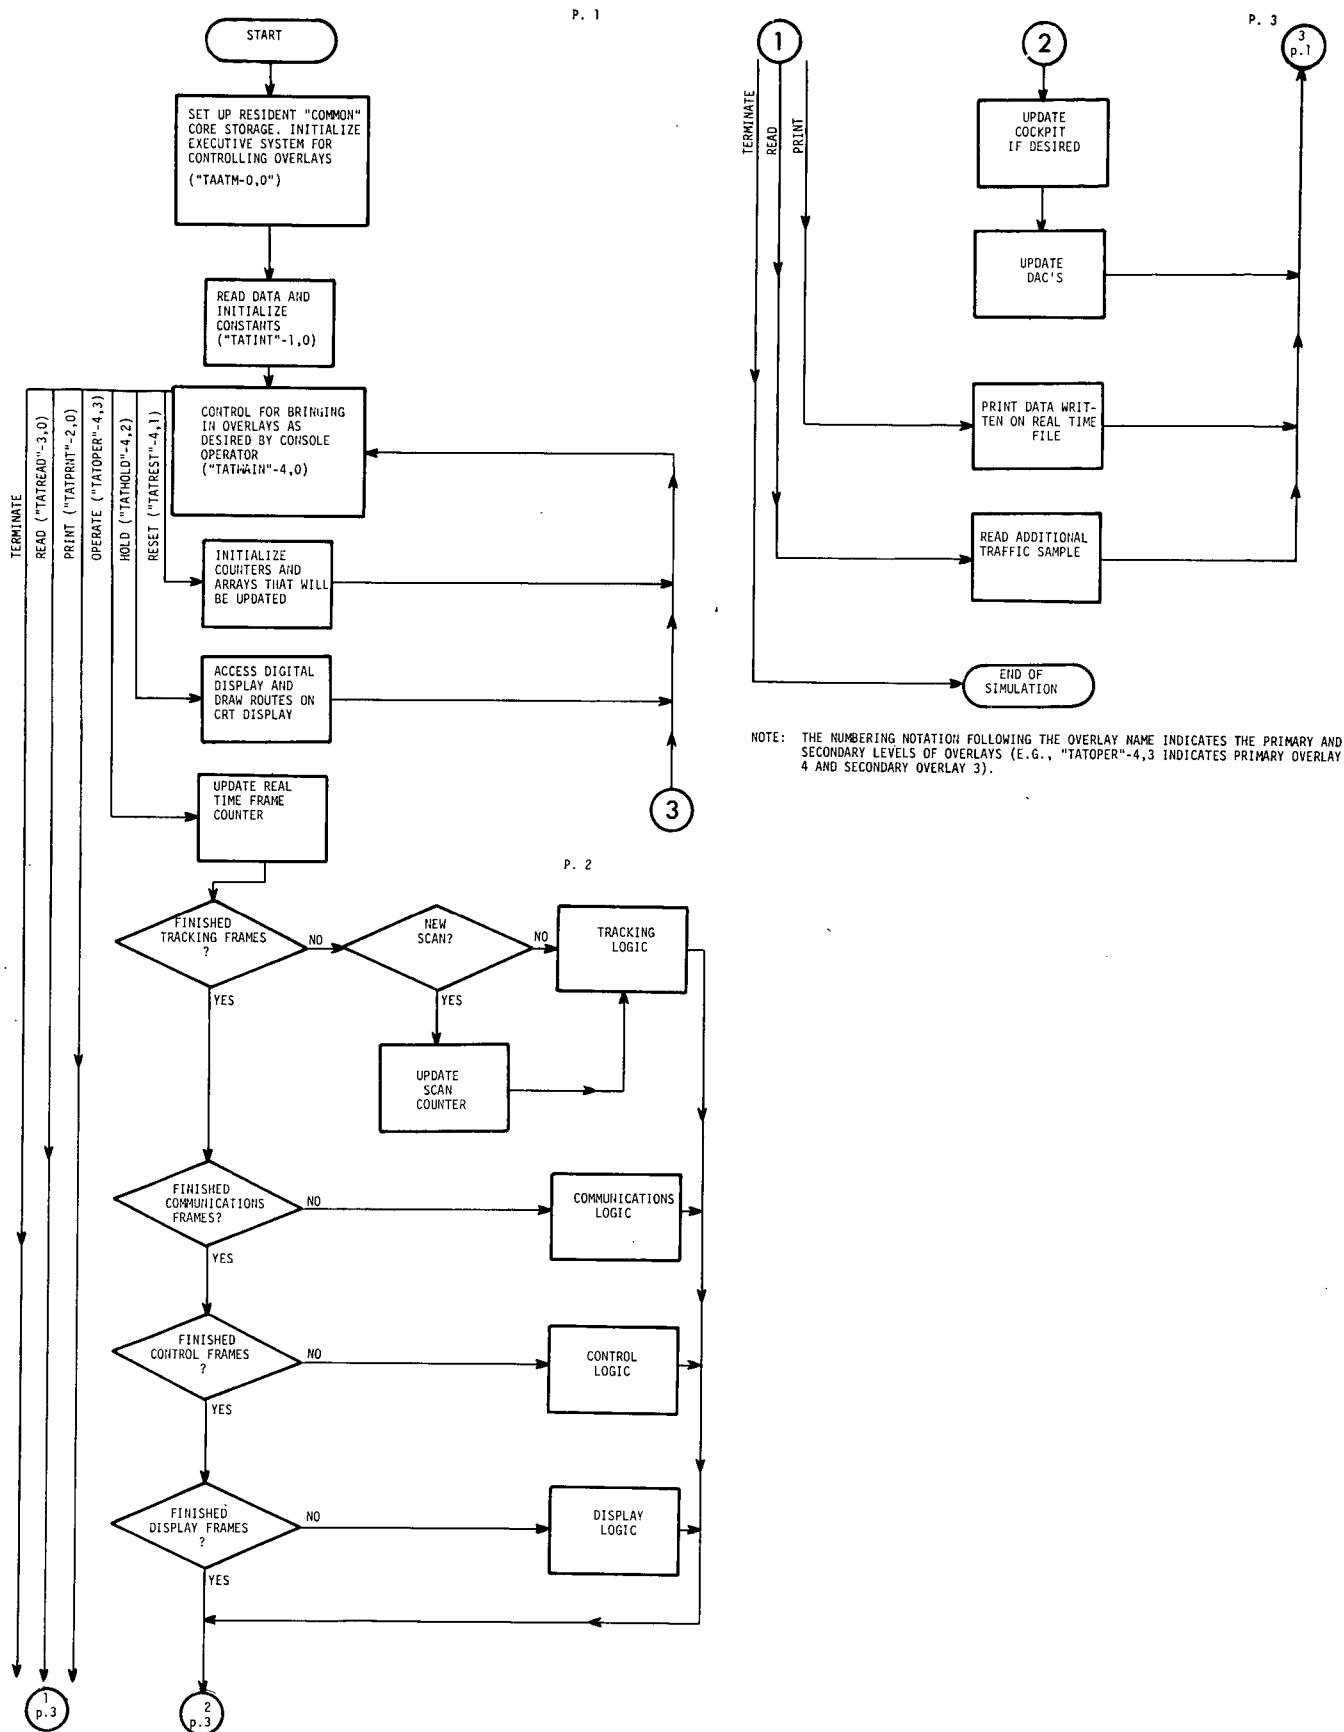 P. 1
START
SET UP RESIDENT "COMMON"
CORE STORAGE. INITIALIZE
EXECUTIVE SYSTEM FOR
CONTROLLING OVERLAYS
("TAATM-0,0")
READ DATA AND
INITIALIZE
CONSTANTS
("TATINT"-1,0)
CONTROL FOR BRINGING
IN OVERLAYS AS
DESIRED BY CONSOLE
OPERATOR
("TATMAIN"-4,0)
TERMINATE
READ ("TATREAD"-3,0)
PRINT ("TATPRNT"-2,0)
OPERATE ("TATOPER"-4,3)
HOLD ("TATHOLD"-4,2)
RESET ("TATREST"-4,1)
INITIALIZE
COUNTERS AND
ARRAYS THAT WILL
BE UPDATED
ACCESS DIGITAL
DISPLAY AND
DRAW ROUTES ON
CRT DISPLAY
UPDATE REAL
TIME FRAME
COUNTER
3
P. 2
FINISHED
TRACKING FRAMES
?
NO
YES
NEW
SCAN?
NO
YES
TRACKING
LOGIC
UPDATE
SCAN
COUNTER
FINISHED
COMMUNICATIONS
FRAMES?
NO
YES
COMMUNICATIONS
LOGIC
FINISHED
CONTROL FRAMES
?
NO
YES
CONTROL
LOGIC
FINISHED
DISPLAY FRAMES
?
NO
YES
DISPLAY
LOGIC
1
p.3
2
p.3
P. 3
1
2
3
p.1
TERMINATE
READ
PRINT
UPDATE
COCKPIT
IF DESIRED
UPDATE
DAC'S
PRINT DATA WRIT-
TEN ON REAL TIME
FILE
READ ADDITIONAL
TRAFFIC SAMPLE
END OF
SIMULATION
NOTE: THE NUMBERING NOTATION FOLLOWING THE OVERLAY NAME INDICATES THE PRIMARY AND
SECONDARY LEVELS OF OVERLAYS (E.G., "TATOPER"-4,3 INDICATES PRIMARY OVERLAY
4 AND SECONDARY OVERLAY 3).